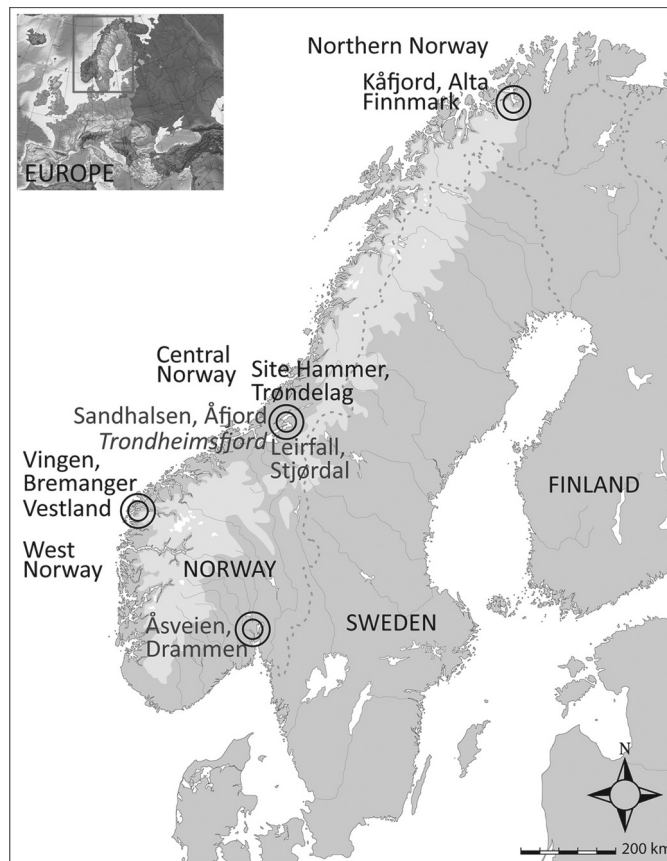 EUROPE
Northern Norway
Kåfjord, Alta
Finnmark
Central
Norway
Site Hammer,
Trøndelag
Sandhalsen, Åfjord
Trondheimsfjord
Leirfall,
Stjørdal
Vingen,
Bremanger
Vestland
West
Norway
NORWAY
FINLAND
Åsveien,
Drammen
SWEDEN
N
200 km